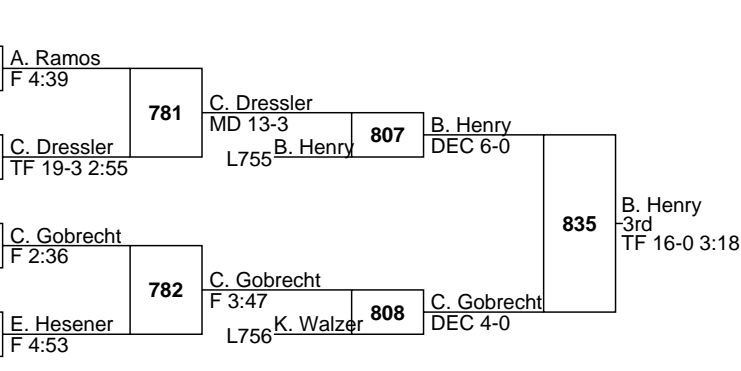 A. Ramos
F 4:39
781
C. Dressler
MD 13-3
C. Dressler
TF 19-3 2:55
L755 B. Henry
807
B. Henry
DEC 6-0
C. Gobrecht
F 2:36
782
C. Gobrecht
F 3:47
E. Hesener
F 4:53
L756 K. Walzer
808
C. Gobrecht
DEC 4-0
835
B. Henry
3rd
TF 16-0 3:18